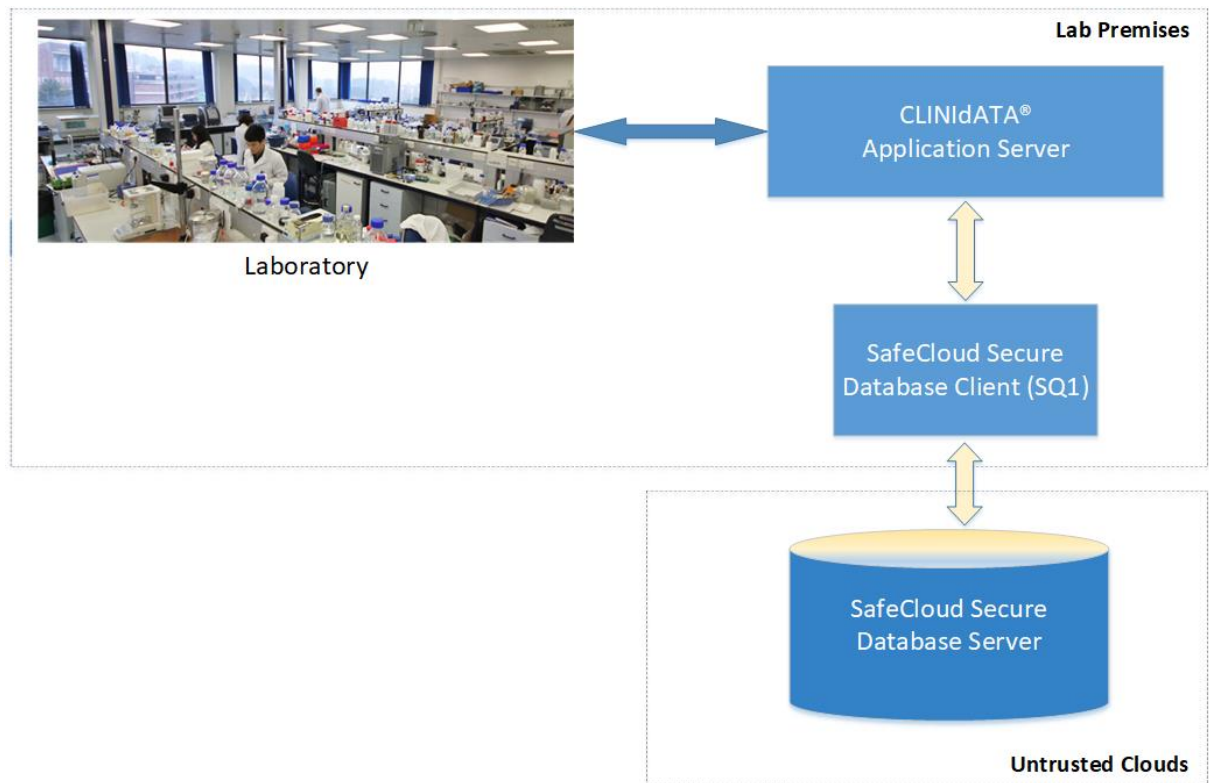 Lab Premises
CLINIdATA®
Application Server
Laboratory
SafeCloud Secure
Database Client (SQ1)
SafeCloud Secure
Database Server
Untrusted Clouds